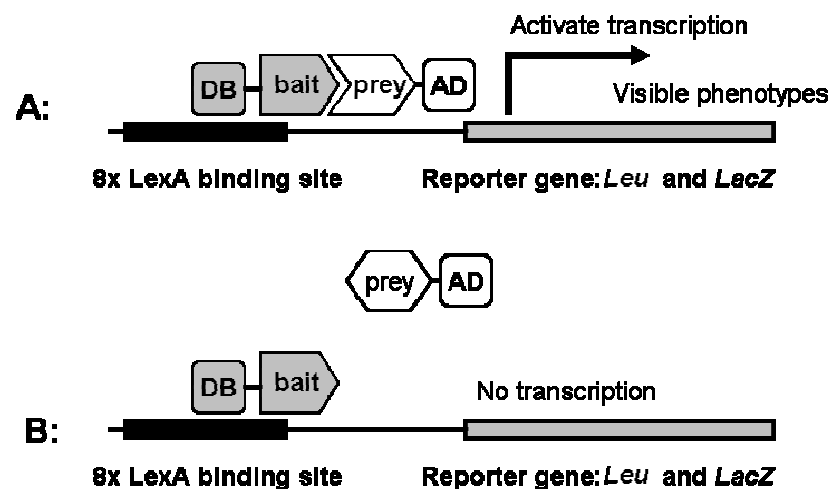 Activate transcription
A:
DB bait prey AD
Visible phenotypes
8x LexA binding site
Reporter gene: Leu and LacZ
prey AD
B:
DB bait
No transcription
8x LexA binding site
Reporter gene: Leu and LacZ